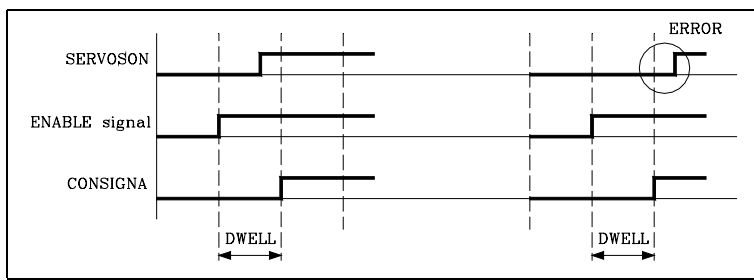 ERROR
SERVOSON
ENABLE signal
CONSIGNA
DWELL DWELL